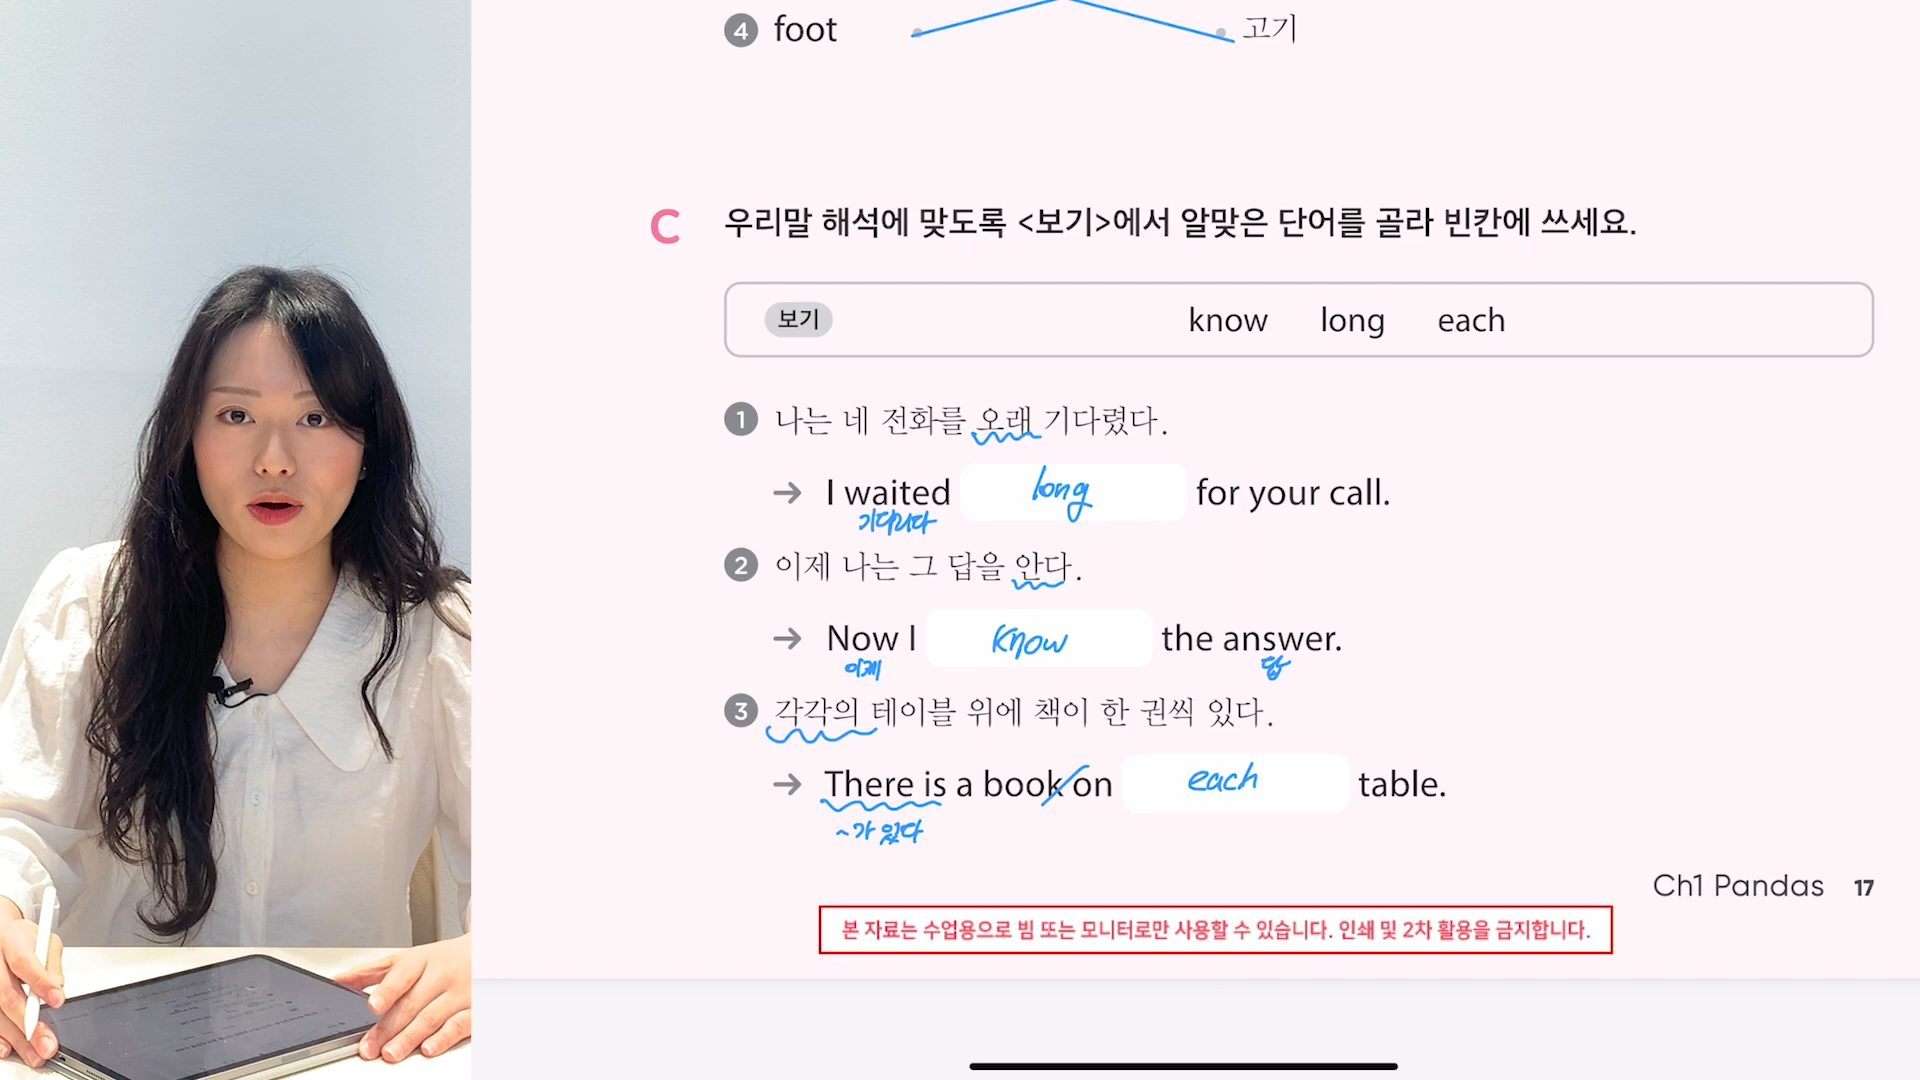 4 foot 고기
C 우리말 해석에 맞도록 <보기>에서 알맞은 단어를 골라 빈칸에 쓰세요.
보기 know long each
1 나는 네 전화를 오래 기다렸다.
→ I waited long for your call.
기다리다
2 이제 나는 그 답을 안다.
→ Now I know the answer.
이제 답
3 각각의 테이블 위에 책이 한 권씩 있다.
→ There is a book on each table.
~가 있다
Ch1 Pandas 17
본 자료는 수업용으로 빔 또는 모니터로만 사용할 수 있습니다. 인쇄 및 2차 활용을 금지합니다.